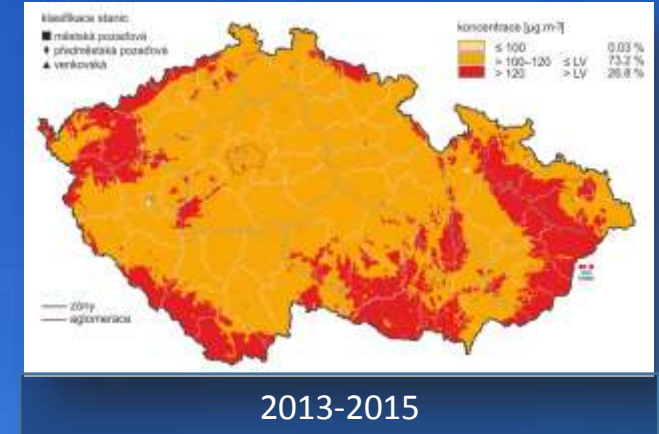 klasifikace stanic
městská pozaďová
předměstská pozaďová
venkovská
koncentrace [µg.m-?]
≤ 100 0.03 %
> 100–120 ≤ LV 73.2 %
> 120 > LV 26.8 %
zóny
aglomerace
2013-2015